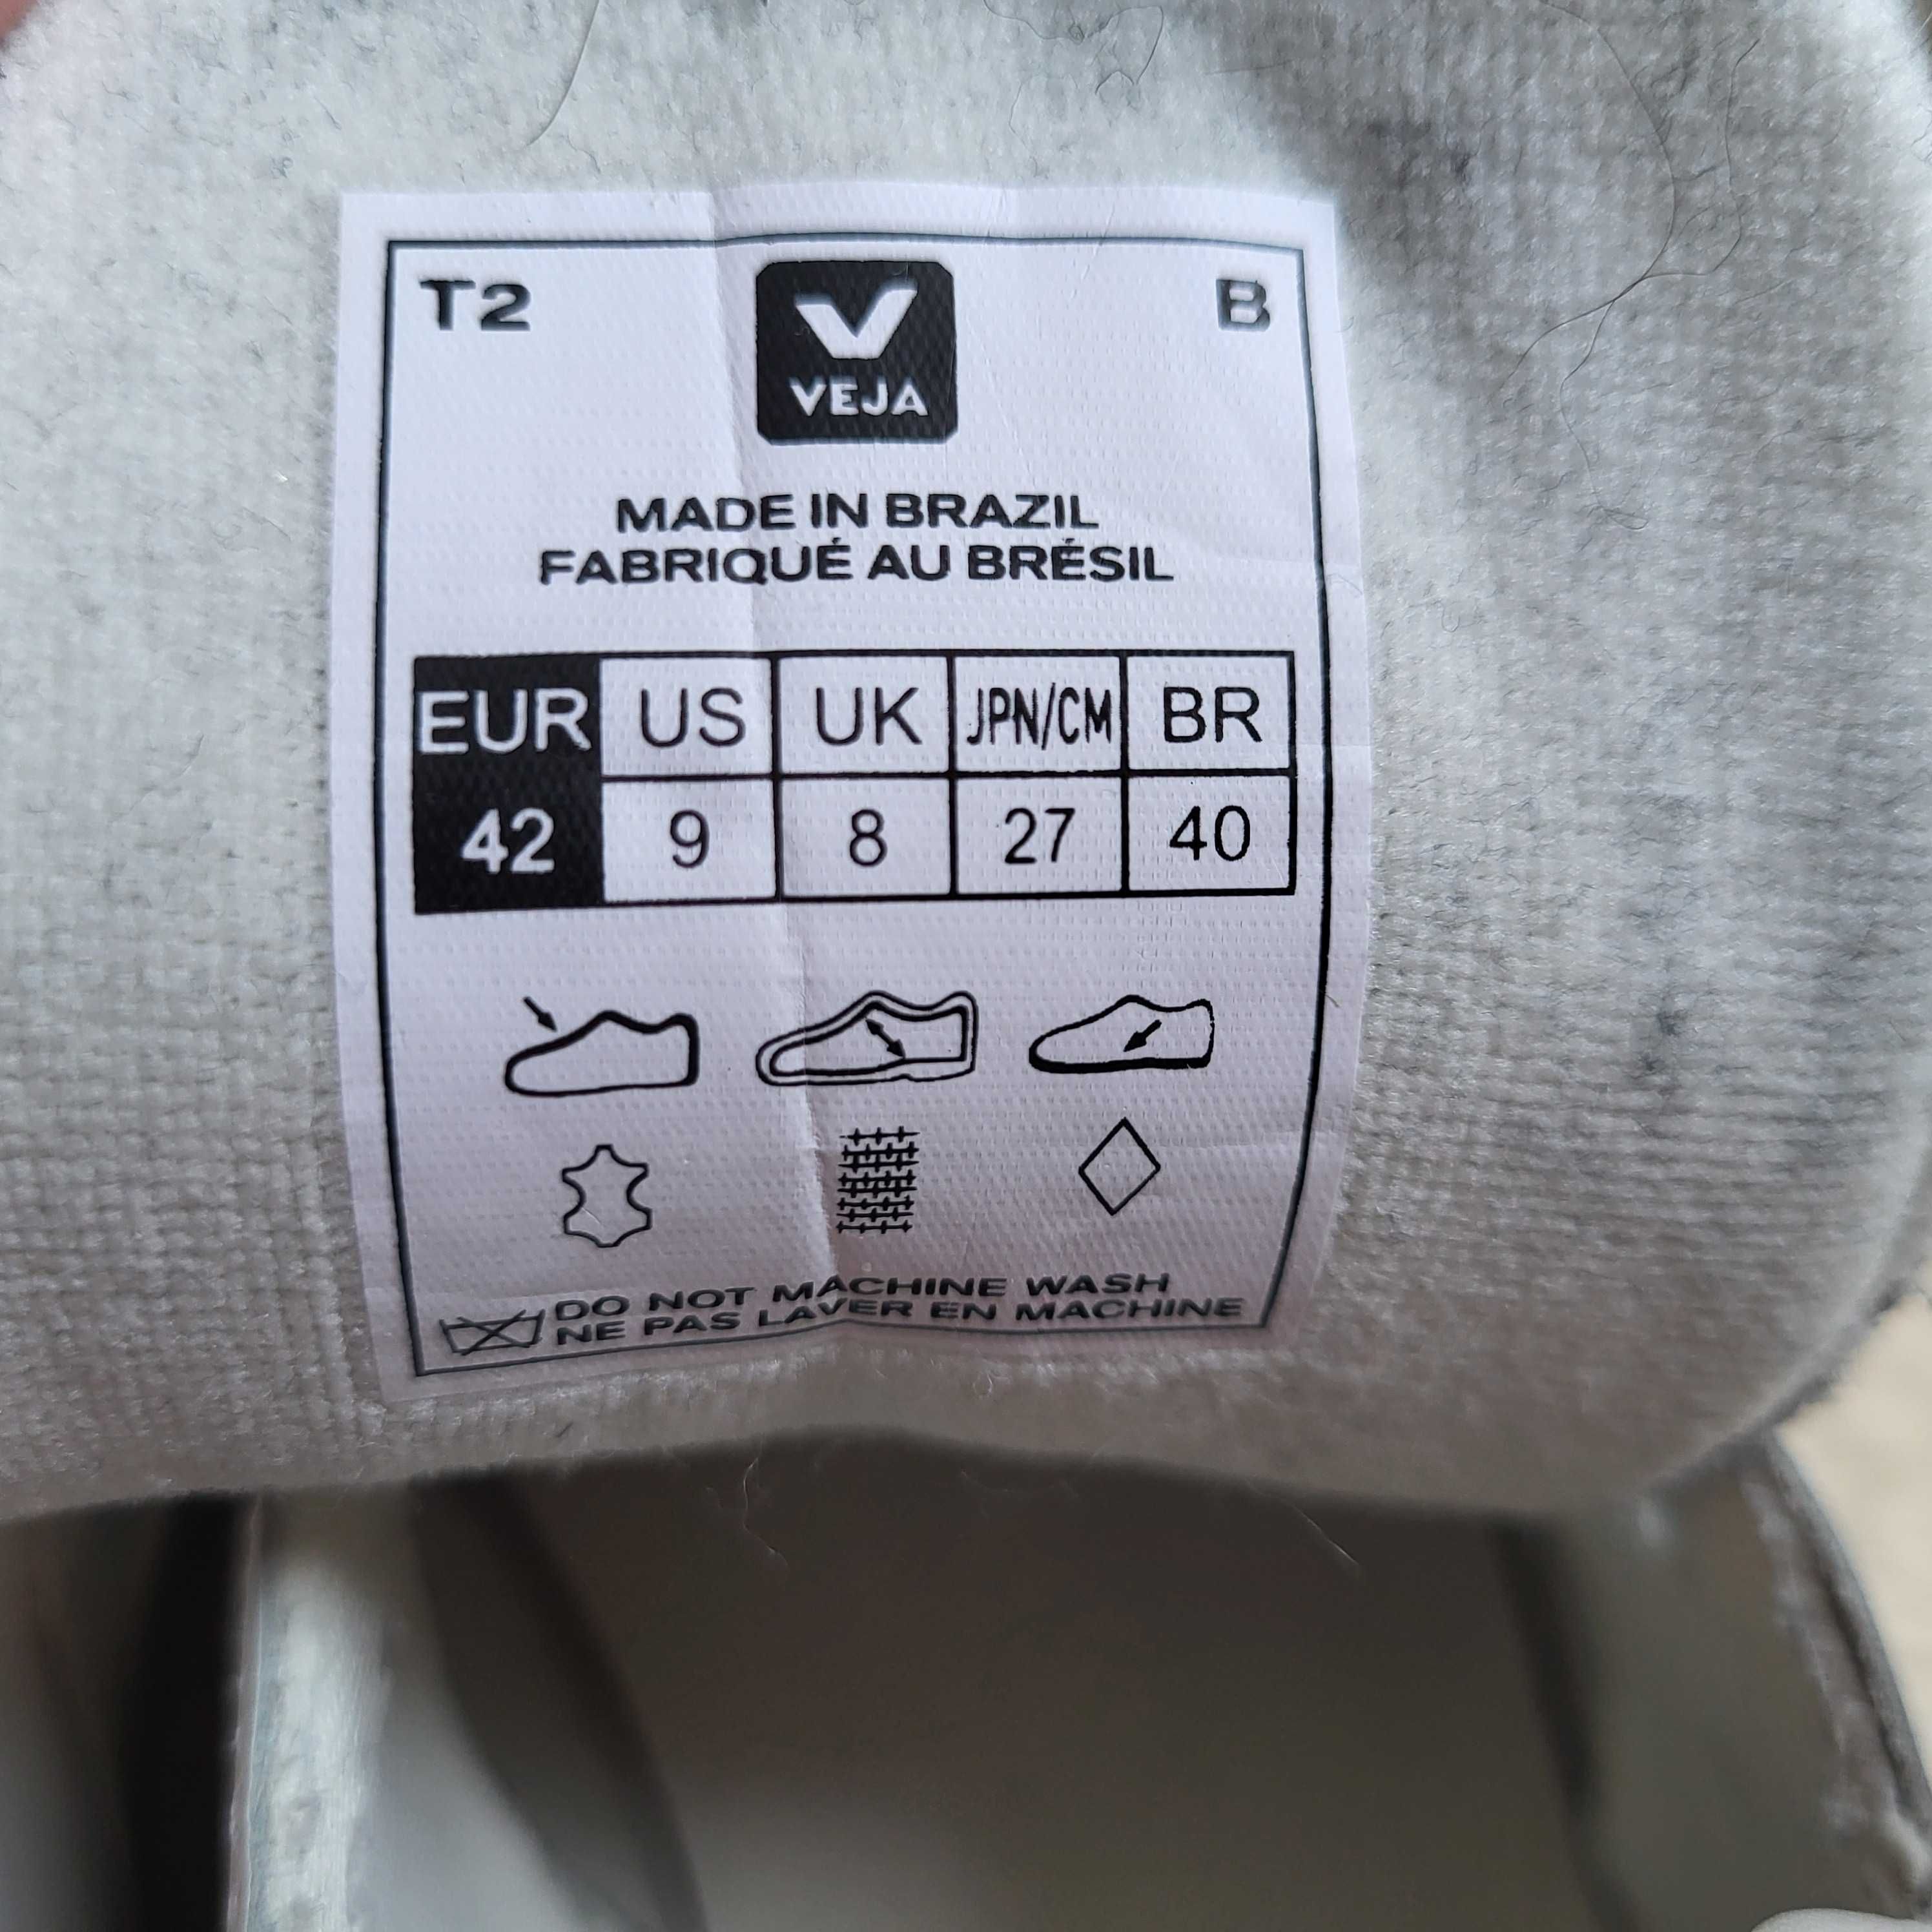 T2
B
VEJA
MADE IN BRAZIL
FABRIQUÉ AU BRÉSIL
EUR US UK JPN/CM BR
42 9 8 27 40
DO NOT MACHINE WASH
NE PAS LAVER EN MACHINE